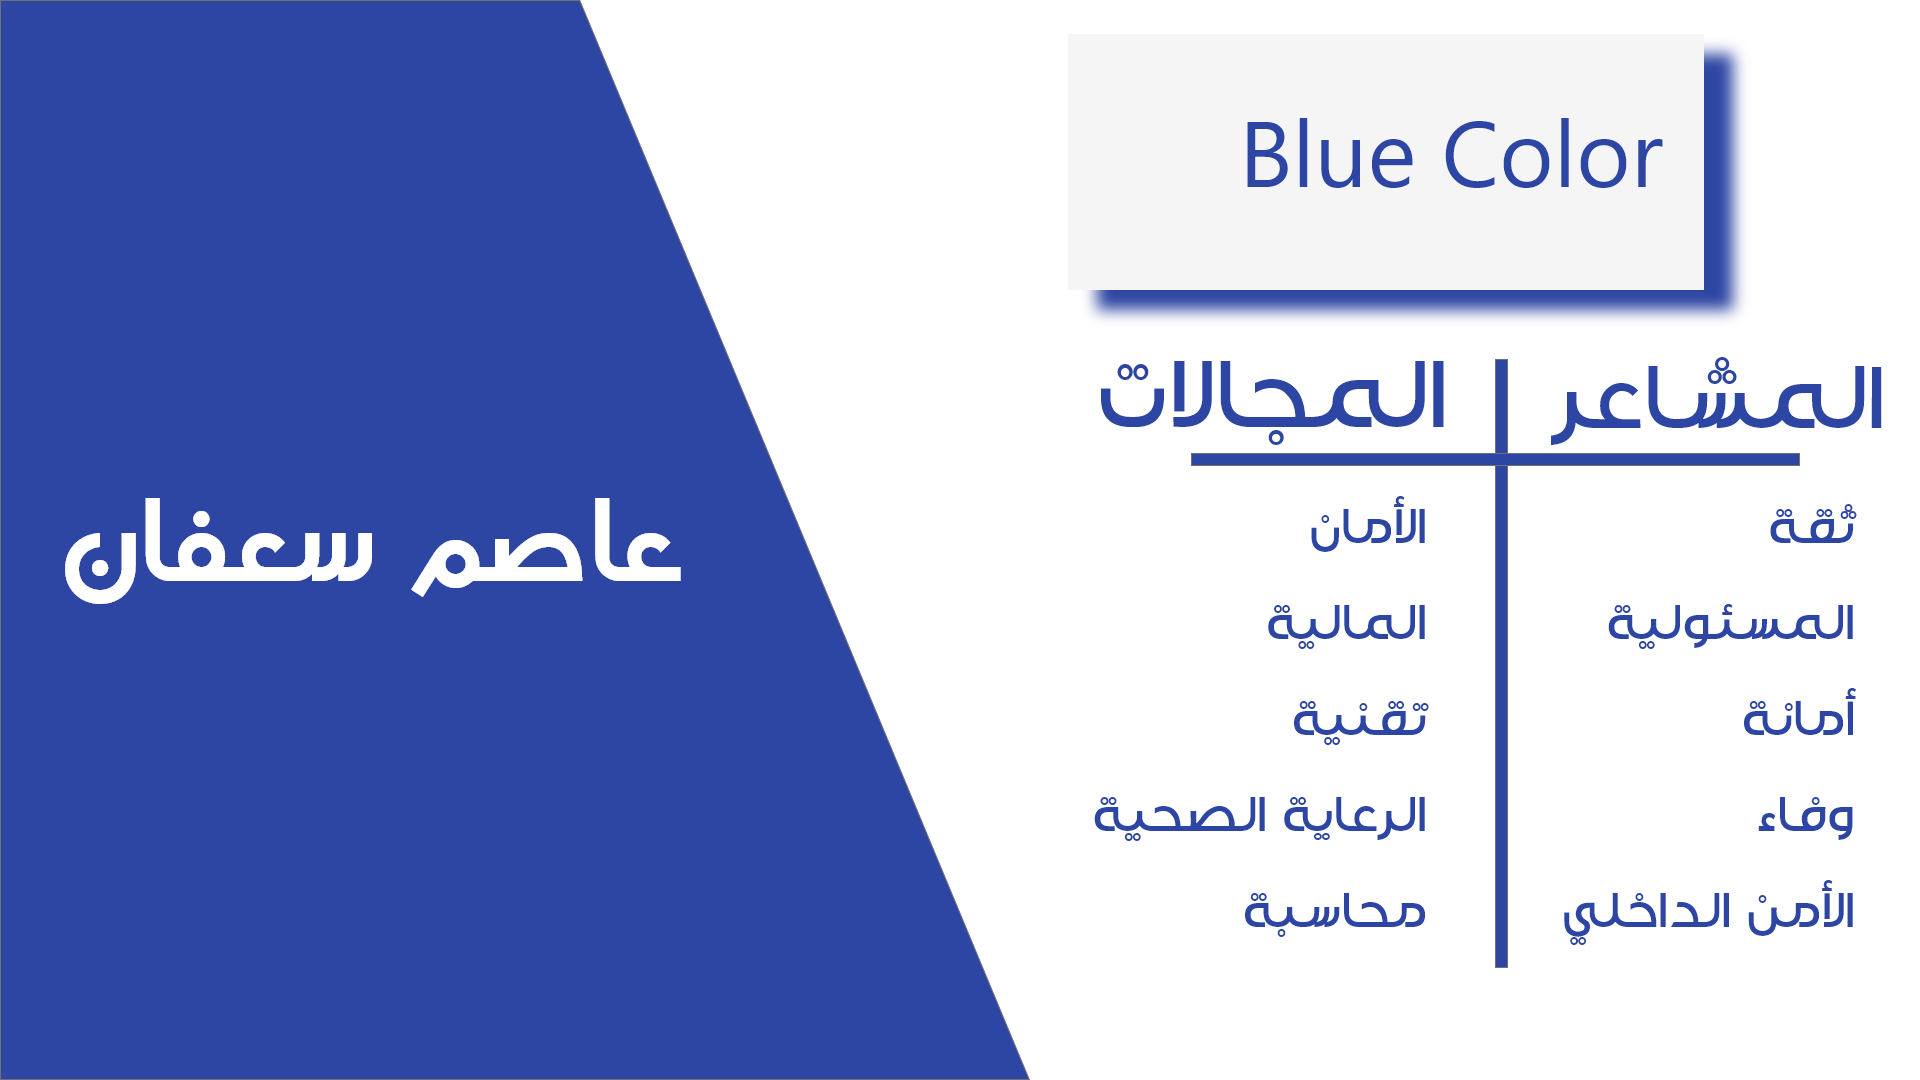 Blue Color
المشاعر
ثقة
المسئولية
أمانة
وفاء
الأمن الداخلي
المجالات
الأمان
المالية
تقنية
الرعاية الصحية
محاسبة
عاصم سعفان